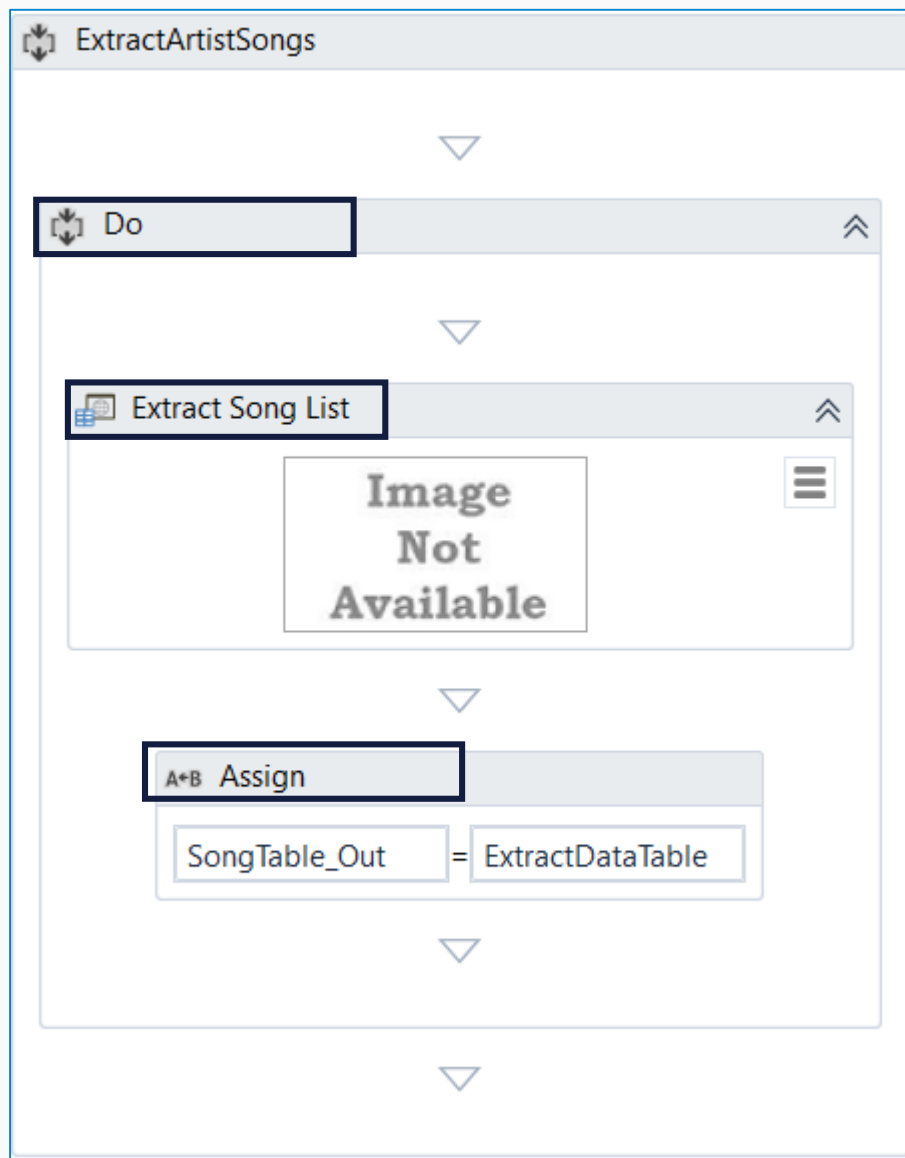 ExtractArtistSongs
Do
Extract Song List
Image
Not
Available
A←B Assign
SongTable_Out = ExtractDataTable